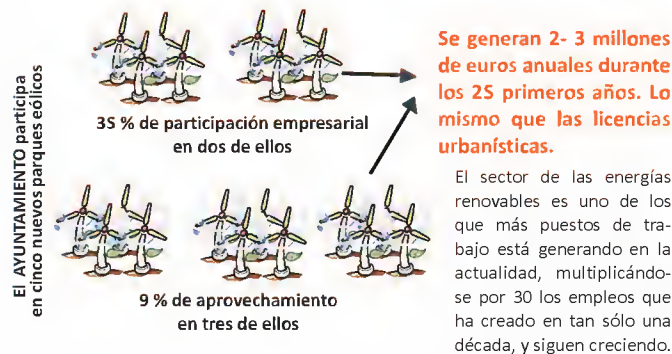 El AYUNTAMIENTO participa
en cinco nuevos parques eólicos
35 % de participación empresarial
en dos de ellos
9 % de aprovechamiento
en tres de ellos
Se generan 2- 3 millones
de euros anuales durante
los 25 primeros años. Lo
mismo que las licencias
urbanísticas.
El sector de las energías
renovables es uno de los
que más puestos de tra-
bajo está generando en la
actualidad, multiplicándo-
se por 30 los empleos que
ha creado en tan sólo una
década, y siguen creciendo.